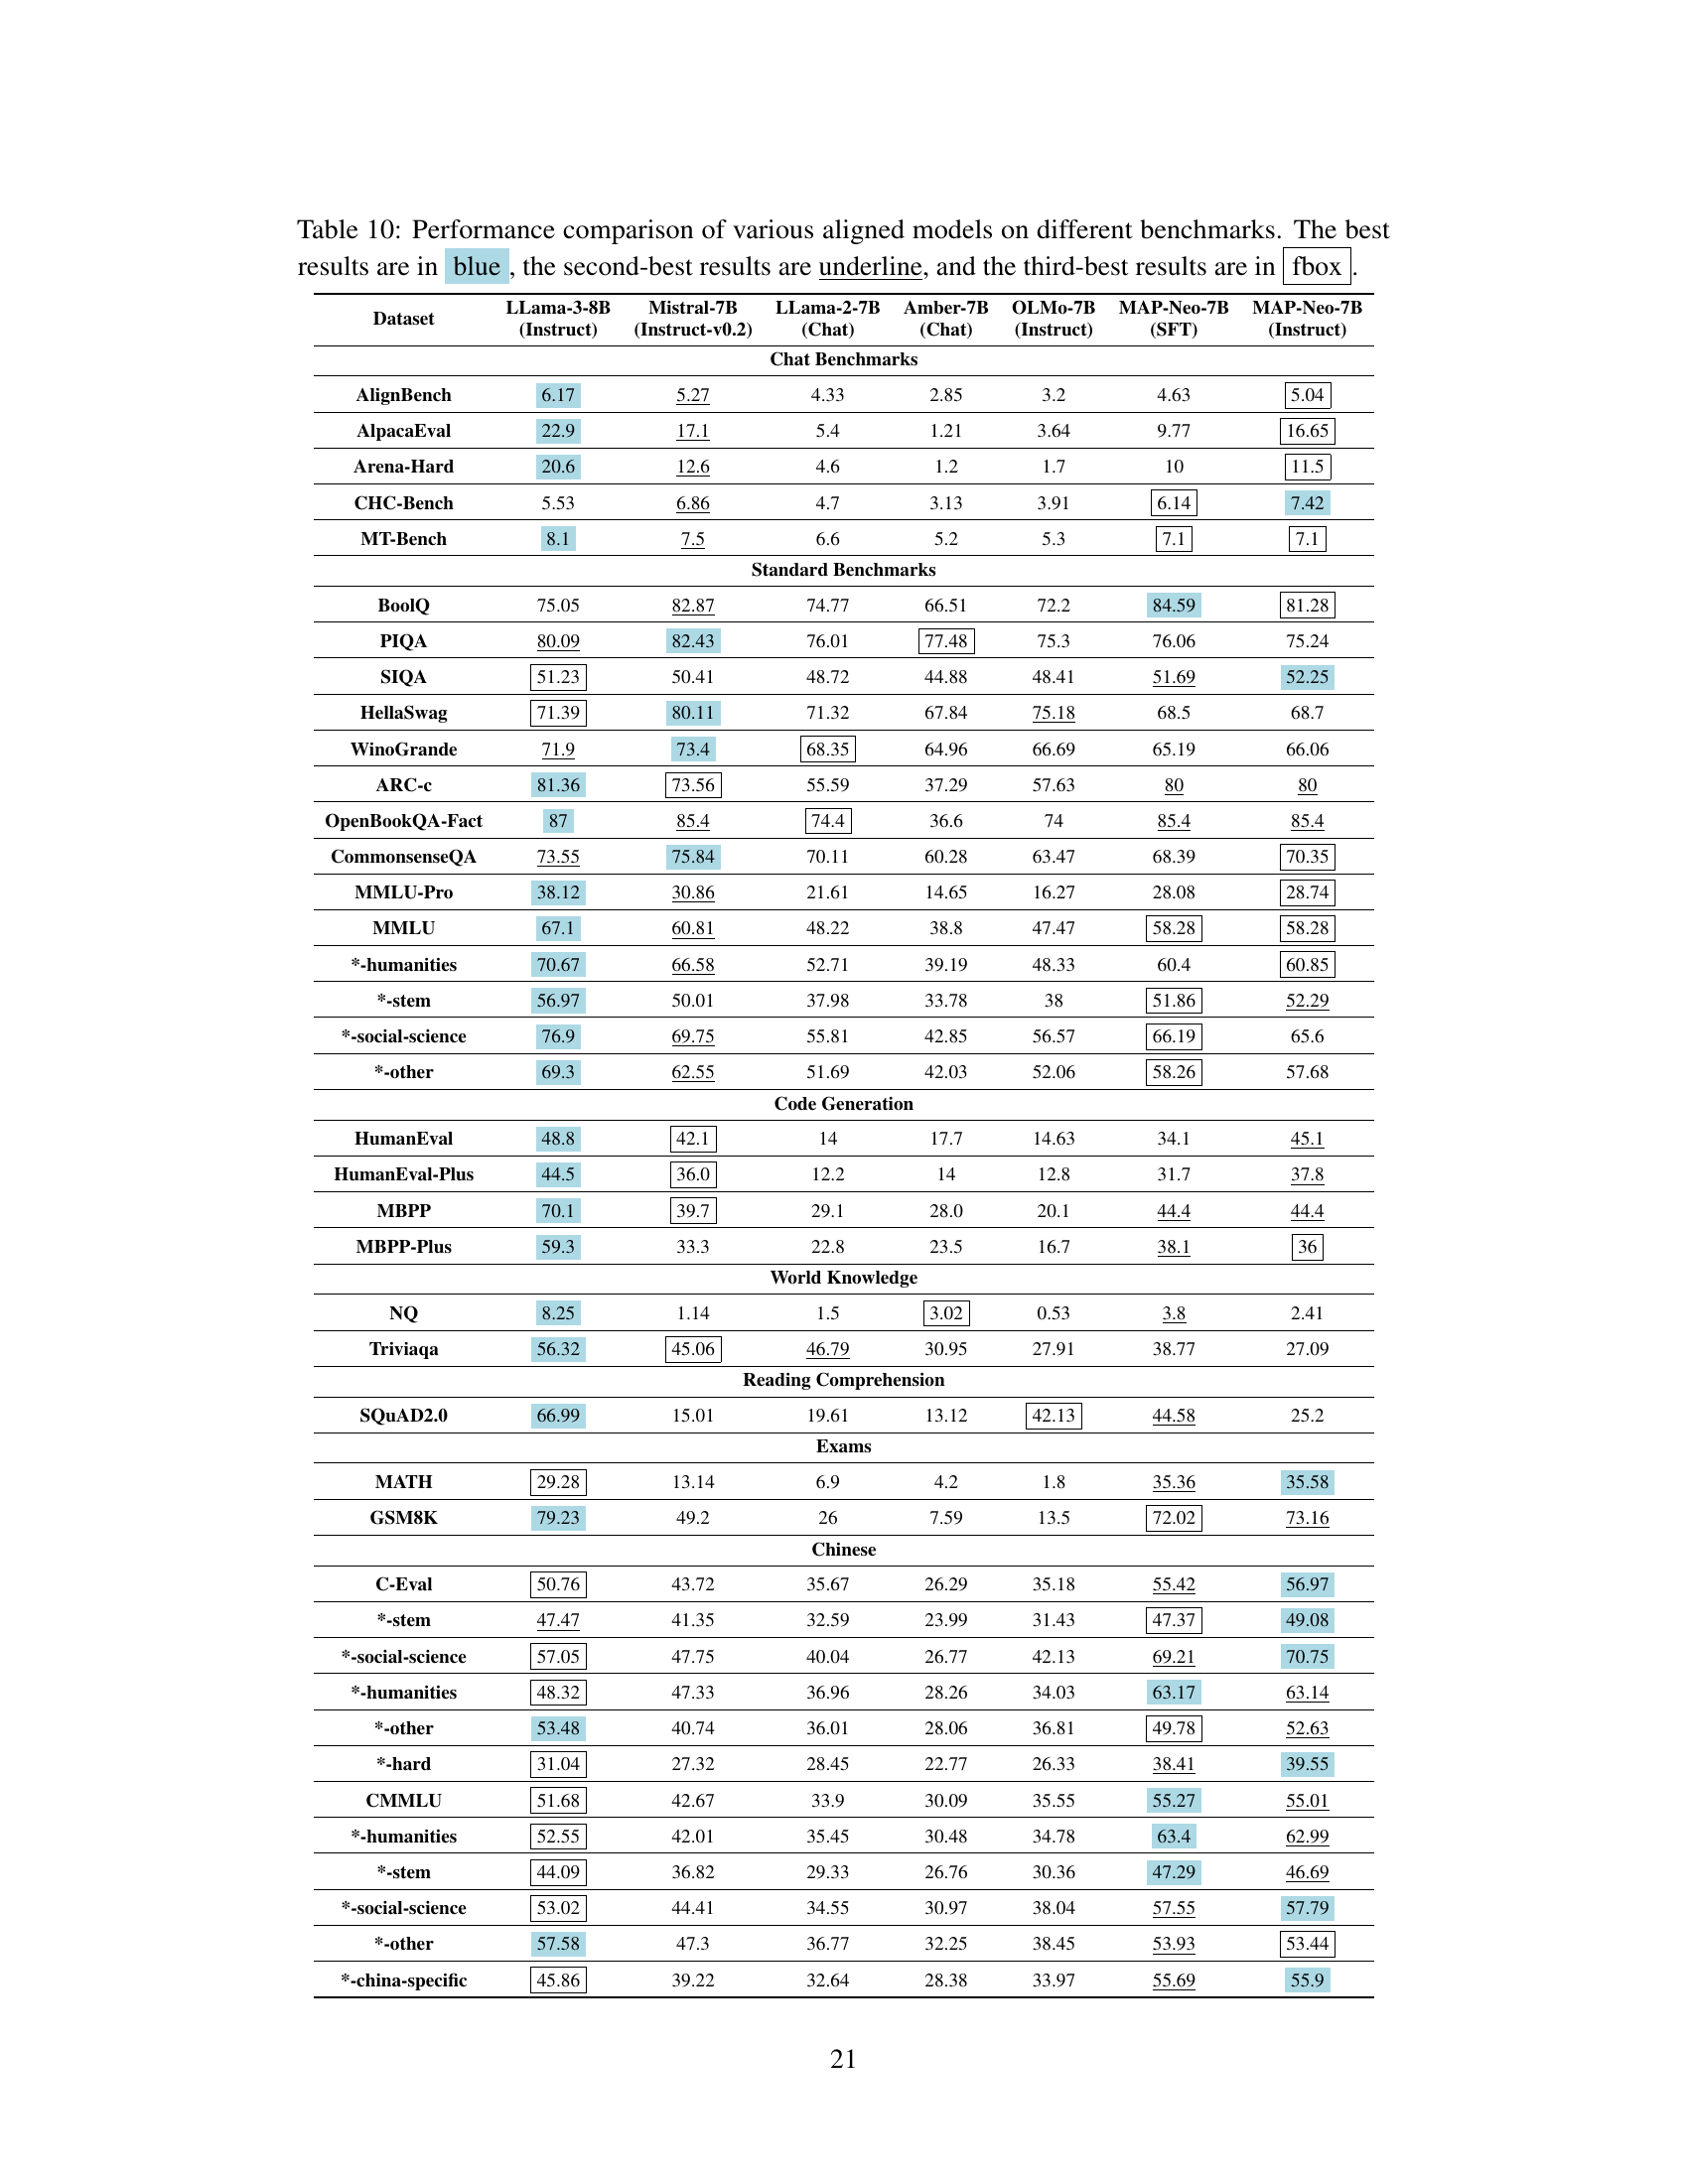 Table 10: Performance comparison of various aligned models on different benchmarks. The best
results are in blue , the second-best results are underline, and the third-best results are in fbox .
Dataset LLama-3-8B (Instruct) Mistral-7B (Instruct-v0.2) LLama-2-7B (Chat) Amber-7B (Chat) OLMo-7B (Instruct) MAP-Neo-7B (SFT) MAP-Neo-7B (Instruct)
Chat Benchmarks
AlignBench 6.17 5.27 4.33 2.85 3.2 4.63 5.04
AlpacaEval 22.9 17.1 5.4 1.21 3.64 9.77 16.65
Arena-Hard 20.6 12.6 4.6 1.2 1.7 10 11.5
CHC-Bench 5.53 6.86 4.7 3.13 3.91 6.14 7.42
MT-Bench 8.1 7.5 6.6 5.2 5.3 7.1 7.1
Standard Benchmarks
BoolQ 75.05 82.87 74.77 66.51 72.2 84.59 81.28
PIQA 80.09 82.43 76.01 77.48 75.3 76.06 75.24
SIQA 51.23 50.41 48.72 44.88 48.41 51.69 52.25
HellaSwag 71.39 80.11 71.32 67.84 75.18 68.5 68.7
WinoGrande 71.9 73.4 68.35 64.96 66.69 65.19 66.06
ARC-c 81.36 73.56 55.59 37.29 57.63 80 80
OpenBookQA-Fact 87 85.4 74.4 36.6 74 85.4 85.4
CommonsenseQA 73.55 75.84 70.11 60.28 63.47 68.39 70.35
MMLU-Pro 38.12 30.86 21.61 14.65 16.27 28.08 28.74
MMLU 67.1 60.81 48.22 38.8 47.47 58.28 58.28
*-humanities 70.67 66.58 52.71 39.19 48.33 60.4 60.85
*-stem 56.97 50.01 37.98 33.78 38 51.86 52.29
*-social-science 76.9 69.75 55.81 42.85 56.57 66.19 65.6
*-other 69.3 62.55 51.69 42.03 52.06 58.26 57.68
Code Generation
HumanEval 48.8 42.1 14 17.7 14.63 34.1 45.1
HumanEval-Plus 44.5 36.0 12.2 14 12.8 31.7 37.8
MBPP 70.1 39.7 29.1 28.0 20.1 44.4 44.4
MBPP-Plus 59.3 33.3 22.8 23.5 16.7 38.1 36
World Knowledge
NQ 8.25 1.14 1.5 3.02 0.53 3.8 2.41
Triviaqa 56.32 45.06 46.79 30.95 27.91 38.77 27.09
Reading Comprehension
SQuAD2.0 66.99 15.01 19.61 13.12 42.13 44.58 25.2
Exams
MATH 29.28 13.14 6.9 4.2 1.8 35.36 35.58
GSM8K 79.23 49.2 26 7.59 13.5 72.02 73.16
Chinese
C-Eval 50.76 43.72 35.67 26.29 35.18 55.42 56.97
*-stem 47.47 41.35 32.59 23.99 31.43 47.37 49.08
*-social-science 57.05 47.75 40.04 26.77 42.13 69.21 70.75
*-humanities 48.32 47.33 36.96 28.26 34.03 63.17 63.14
*-other 53.48 40.74 36.01 28.06 36.81 49.78 52.63
*-hard 31.04 27.32 28.45 22.77 26.33 38.41 39.55
CMMLU 51.68 42.67 33.9 30.09 35.55 55.27 55.01
*-humanities 52.55 42.01 35.45 30.48 34.78 63.4 62.99
*-stem 44.09 36.82 29.33 26.76 30.36 47.29 46.69
*-social-science 53.02 44.41 34.55 30.97 38.04 57.55 57.79
*-other 57.58 47.3 36.77 32.25 38.45 53.93 53.44
*-china-specific 45.86 39.22 32.64 28.38 33.97 55.69 55.9
21